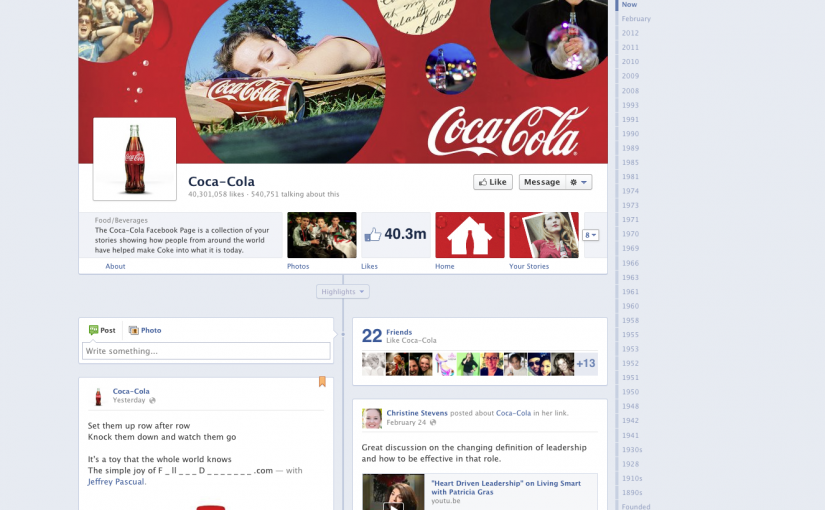 Coca-Cola
Coca-Cola
Coca-Cola
40,301,058 likes · 540,751 talking about this
Like
Message
Food/Beverages
The Coca-Cola Facebook Page is a collection of your
stories showing how people from around the world
have helped make Coke into what it is today.
40.3m
8
About
Photos
Likes
Home
Your Stories
Highlights
Post
Photo
Write something...
Coca-Cola
Yesterday
Set them up row after row
Knock them down and watch them go
It's a toy that the whole world knows
The simple joy of F _ ll _ _ _ D _ _ _ _ _ _ _ .com — with
Jeffrey Pascual.
22 Friends
Like Coca-Cola
+13
Christine Stevens posted about Coca-Cola in her link.
February 24
Great discussion on the changing definition of leadership
and how to be effective in that role.
"Heart Driven Leadership" on Living Smart
with Patricia Gras
youtu.be
Now
February
2012
2011
2010
2009
2008
1993
1991
1990
1989
1985
1981
1974
1973
1971
1970
1969
1966
1963
1961
1960
1958
1955
1953
1952
1951
1950
1948
1942
1941
1930s
1928
1910s
1890s
Founded